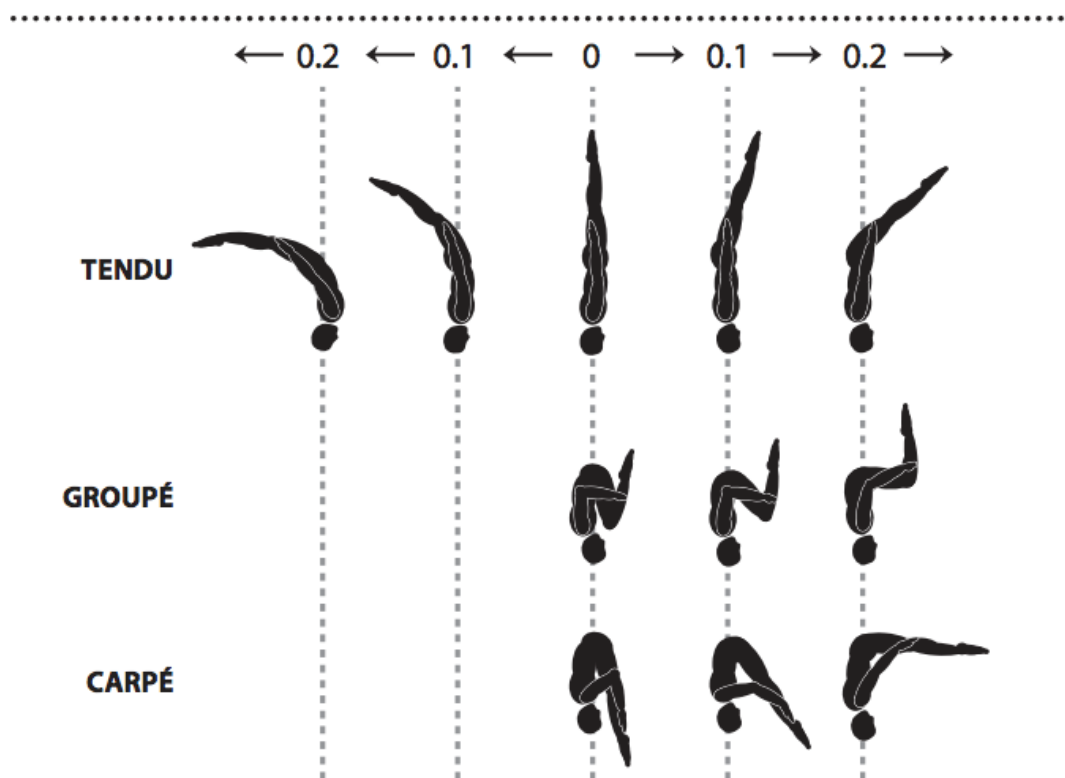 ← 0.2 ← 0.1 ← 0 → 0.1 → 0.2 →
TENDU
GROUPÉ
CARPÉ